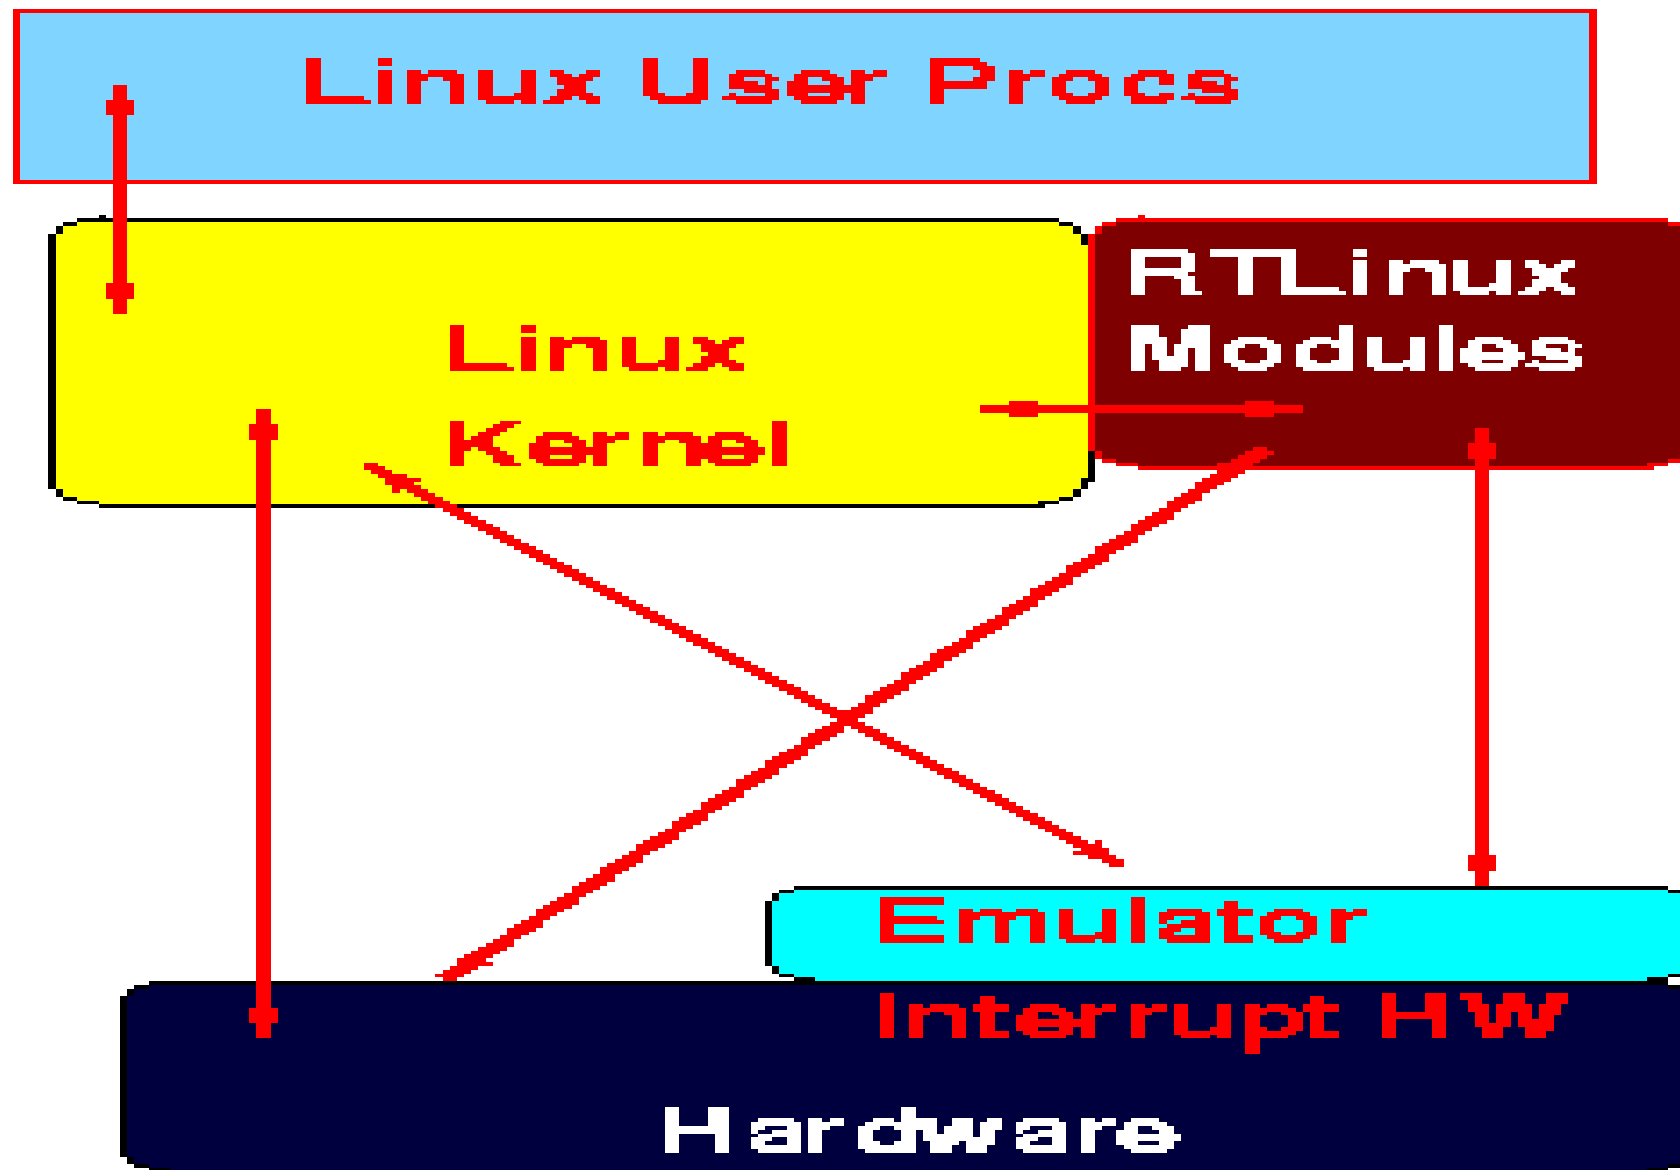 Linux User Procs
Linux
Kernel
RTLinux
Modules
Emulator
Interrupt HW
Hardware